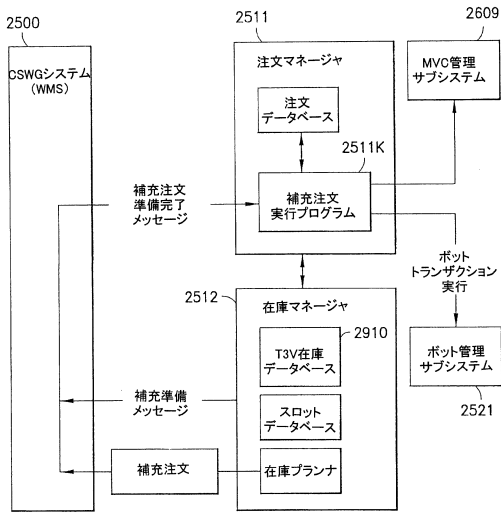 2500
CSWGシステム
(WMS)
2511
注文マネージャ
注文
データベース
2511K
補充注文
実行プログラム
2609
MVC管理
サブシステム
補充注文
準備完了
メッセージ
ボット
トランザクション
実行
ボット管理
サブシステム
2521
2512
在庫マネージャ
2910
T3V在庫
データベース
スロット
データベース
在庫プランナ
補充準備
メッセージ
補充注文